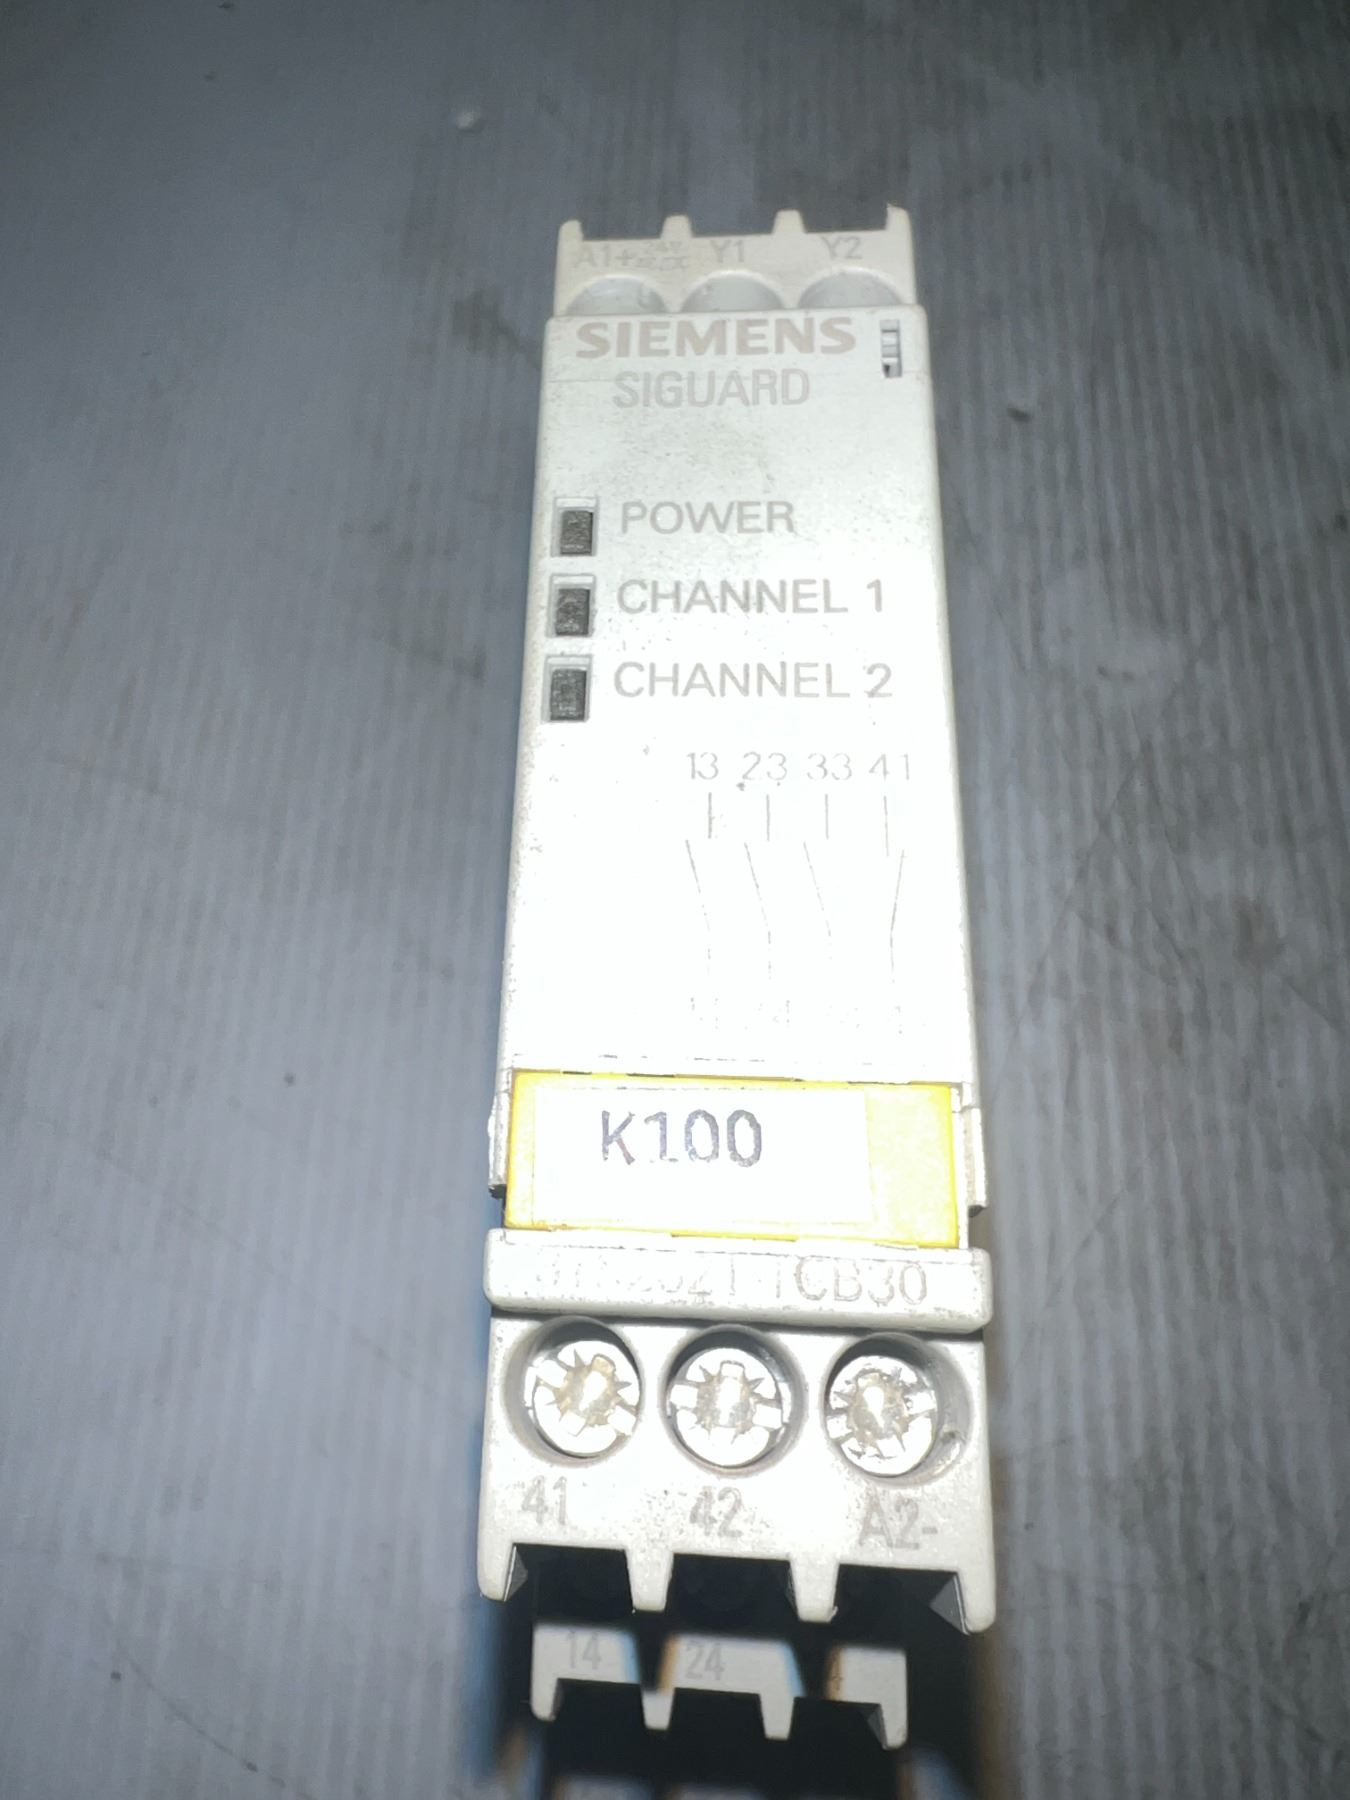 A1+ 24V Y1 Y2
SIEMENS
SIGUARD
POWER
CHANNEL 1
CHANNEL 2
13 23 33 41
K100
1CB30
41 42 A2-
14 24